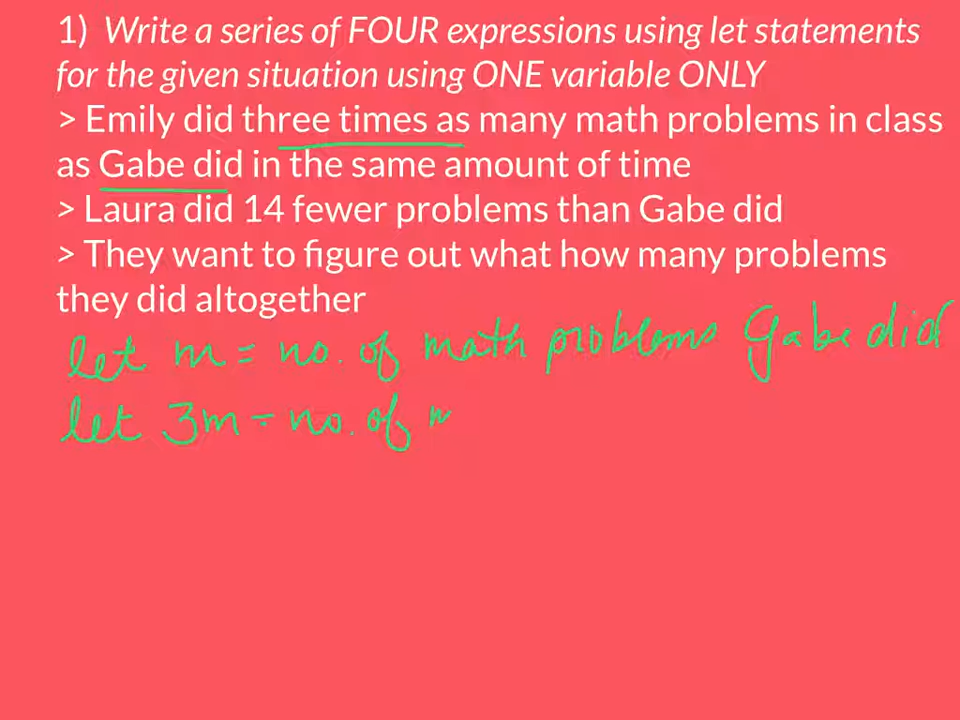 1) Write a series of FOUR expressions using let statements
for the given situation using ONE variable ONLY
> Emily did three times as many math problems in class
as Gabe did in the same amount of time
> Laura did 14 fewer problems than Gabe did
> They want to figure out what how many problems
they did altogether
let m = no. of math problems Gabe did
let 3m = no. of m